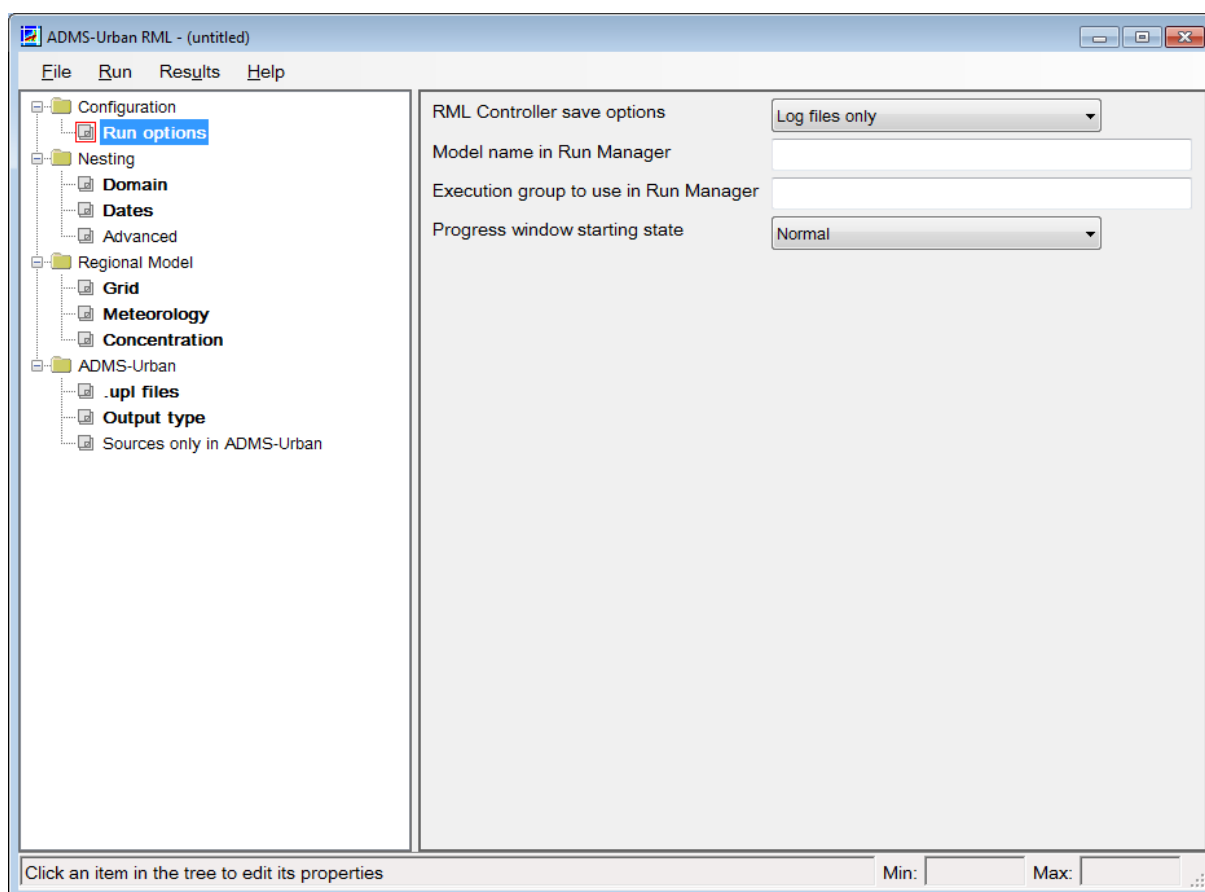 ADMS-Urban RML - (untitled)
File Run Results Help
Configuration
Run options
Nesting
Domain
Dates
Advanced
Regional Model
Grid
Meteorology
Concentration
ADMS-Urban
.upl files
Output type
Sources only in ADMS-Urban
RML Controller save options Log files only
Model name in Run Manager
Execution group to use in Run Manager
Progress window starting state Normal
Click an item in the tree to edit its properties Min: Max: